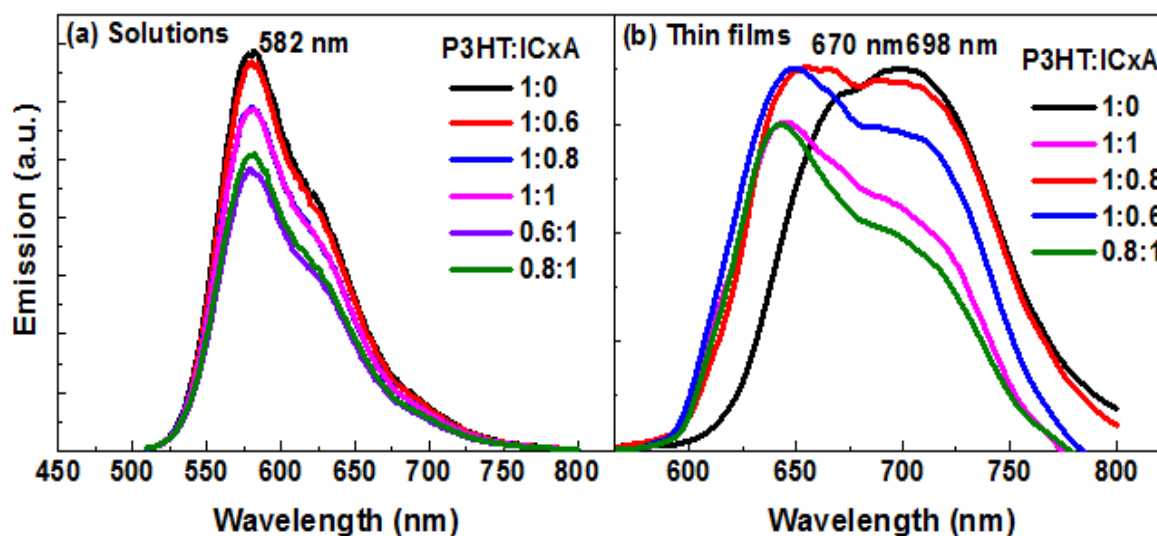 (a) Solutions
582 nm
P3HT:ICxA
1:0
1:0.6
1:0.8
1:1
0.6:1
0.8:1
Emission (a.u.)
450 500 550 600 650 700 750 800
Wavelength (nm)
(b) Thin films
670 nm 698 nm
P3HT:ICxA
1:0
1:1
1:0.8
1:0.6
0.8:1
600 650 700 750 800
Wavelength (nm)